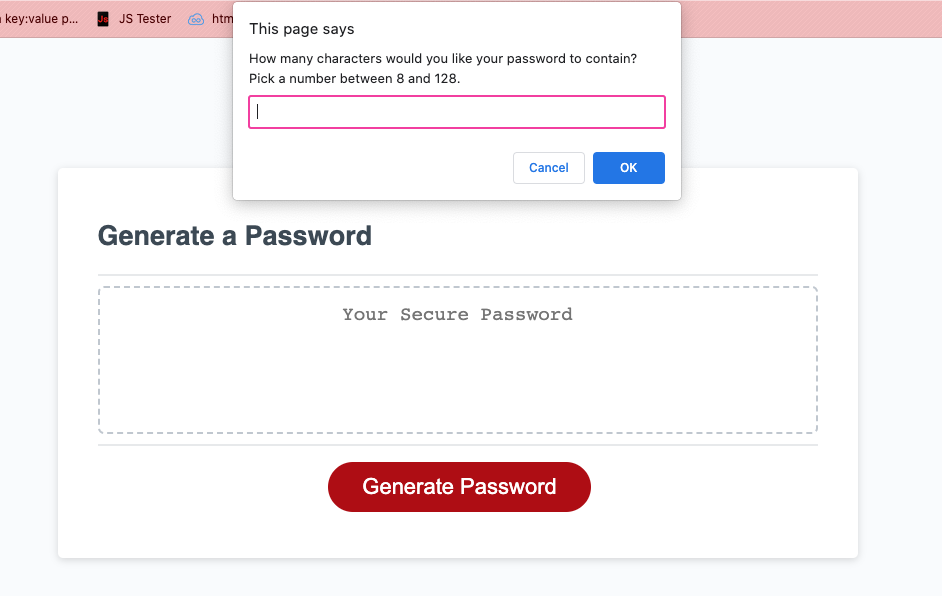 key:value p...
JS Tester
htm
This page says
How many characters would you like your password to contain?
Pick a number between 8 and 128.
Cancel
OK
Generate a Password
Your Secure Password
Generate Password